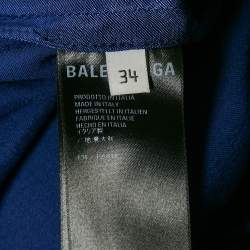 BALE GA
34
PRODOTTO IN ITALIA
MADE IN ITALY
HERGESTELLT IN ITALIEN
FABRIQUE EN ITALIE
HECHO EN ITALIA
イタリア製